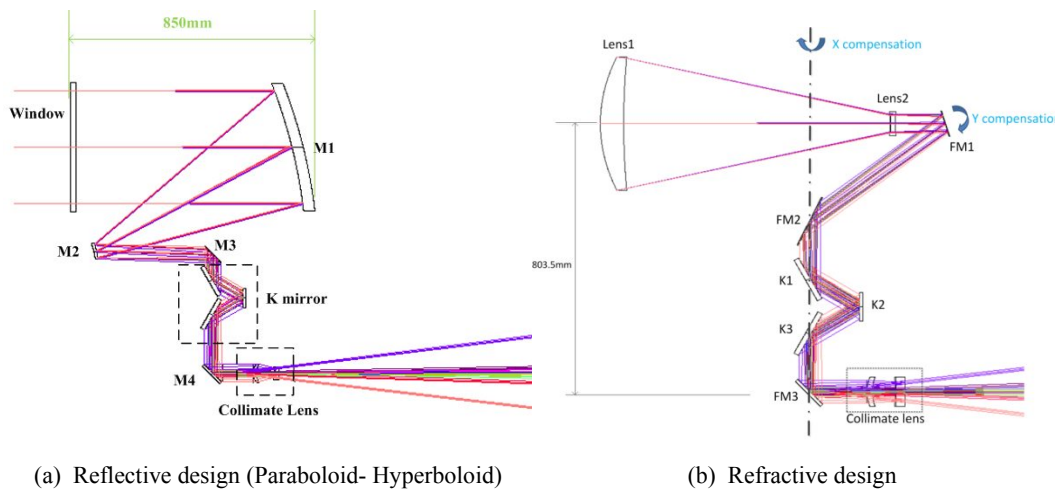 850mm
Window
M1
M2
M3
K mirror
M4
Collimate Lens
(a) Reflective design (Paraboloid- Hyperboloid)
X compensation
Lens1
Lens2
Y compensation
FM1
FM2
803.5mm
K1
K2
K3
FM3
Collimate lens
(b) Refractive design